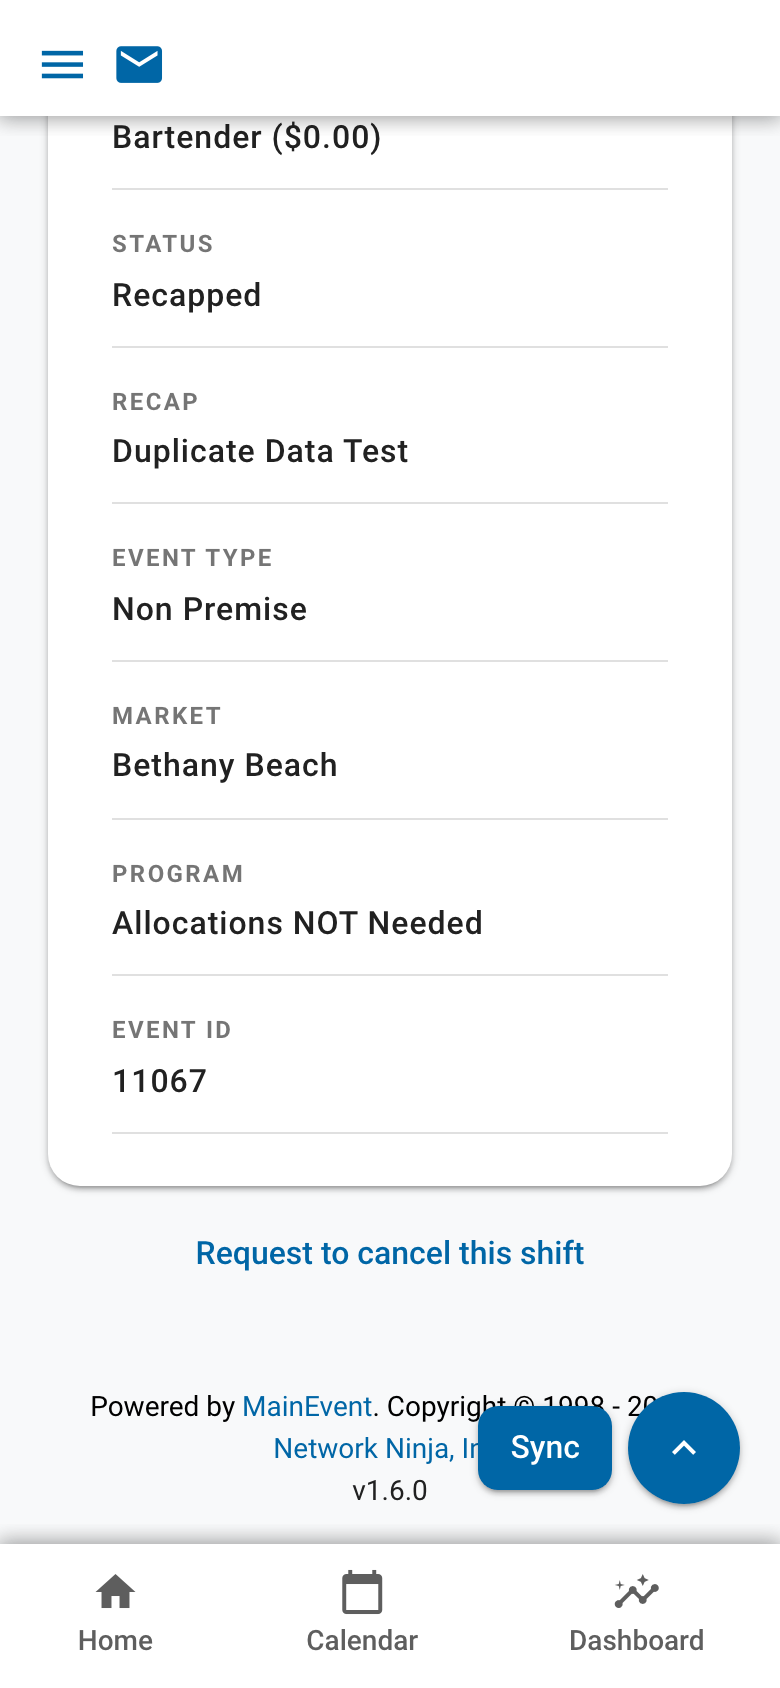 Bartender ($0.00)
STATUS
Recapped
RECAP
Duplicate Data Test
EVENT TYPE
Non Premise
MARKET
Bethany Beach
PROGRAM
Allocations NOT Needed
EVENT ID
11067
Request to cancel this shift
Powered by MainEvent. Copyright © 1998 -
Network Ninja,
Sync
v1.6.0
Home
Calendar
Dashboard